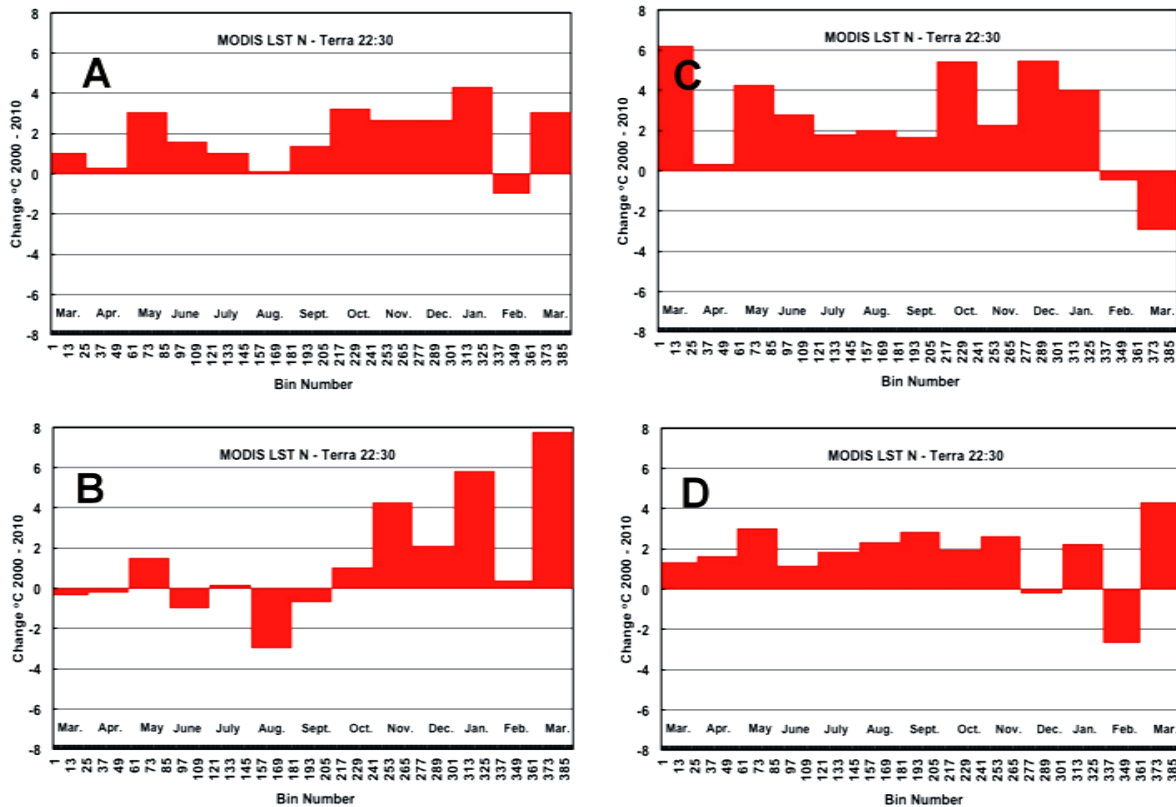 MODIS LST N - Terra 22:30
A
Change ºC 2000 - 2010
8
6
4
2
0
-2
-4
-6
-8
Mar. Apr. May June July Aug. Sept. Oct. Nov. Dec. Jan. Feb. Mar.
1 13 25 37 49 61 73 85 97 109 121 133 145 157 169 181 193 205 217 229 241 253 265 277 289 301 313 325 337 349 361 373 385
Bin Number
MODIS LST N - Terra 22:30
C
Change ºC 2000 - 2010
8
6
4
2
0
-2
-4
-6
-8
Mar. Apr. May June July Aug. Sept. Oct. Nov. Dec. Jan. Feb. Mar.
1 13 25 37 49 61 73 85 97 109 121 133 145 157 169 181 193 205 217 229 241 253 265 277 289 301 313 325 337 349 361 373 385
Bin Number
MODIS LST N - Terra 22:30
B
Change ºC 2000 - 2010
8
6
4
2
0
-2
-4
-6
-8
Mar. Apr. May June July Aug. Sept. Oct. Nov. Dec. Jan. Feb. Mar.
1 13 25 37 49 61 73 85 97 109 121 133 145 157 169 181 193 205 217 229 241 253 265 277 289 301 313 325 337 349 361 373 385
Bin Number
MODIS LST N - Terra 22:30
D
Change ºC 2000 - 2010
8
6
4
2
0
-2
-4
-6
-8
Mar. Apr. May June July Aug. Sept. Oct. Nov. Dec. Jan. Feb. Mar.
1 13 25 37 49 61 73 85 97 109 121 133 145 157 169 181 193 205 217 229 241 253 265 277 289 301 313 325 337 349 361 373 385
Bin Number